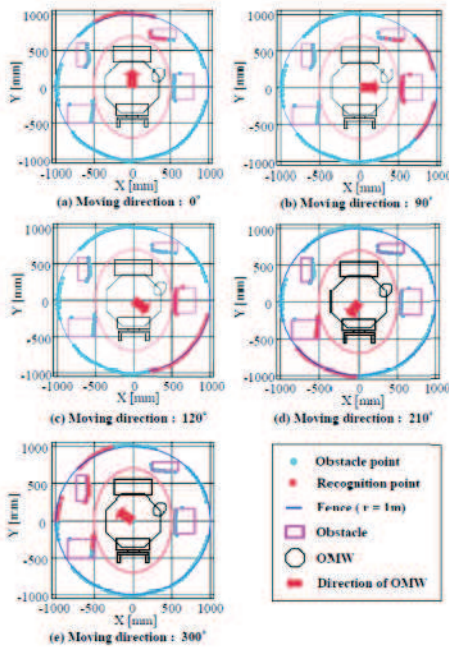 1000
500
0
-500
-1000
Y [mm]
-1000 -500 0 500 1000
X [mm]
(a) Moving direction : 0°
1000
500
0
-500
-1000
Y [mm]
-1000 -500 0 500 1000
X [mm]
(b) Moving direction : 90°
1000
500
0
-500
-1000
Y [mm]
-1000 -500 0 500 1000
X [mm]
(c) Moving direction : 120°
1000
500
0
-500
-1000
Y [mm]
-1000 -500 0 500 1000
X [mm]
(d) Moving direction : 210°
1000
500
0
-500
-1000
Y [mm]
-1000 -500 0 500 1000
X [mm]
(e) Moving direction : 300°
Obstacle point
Recognition point
Fence ( r = 1m)
Obstacle
OMW
Direction of OMW